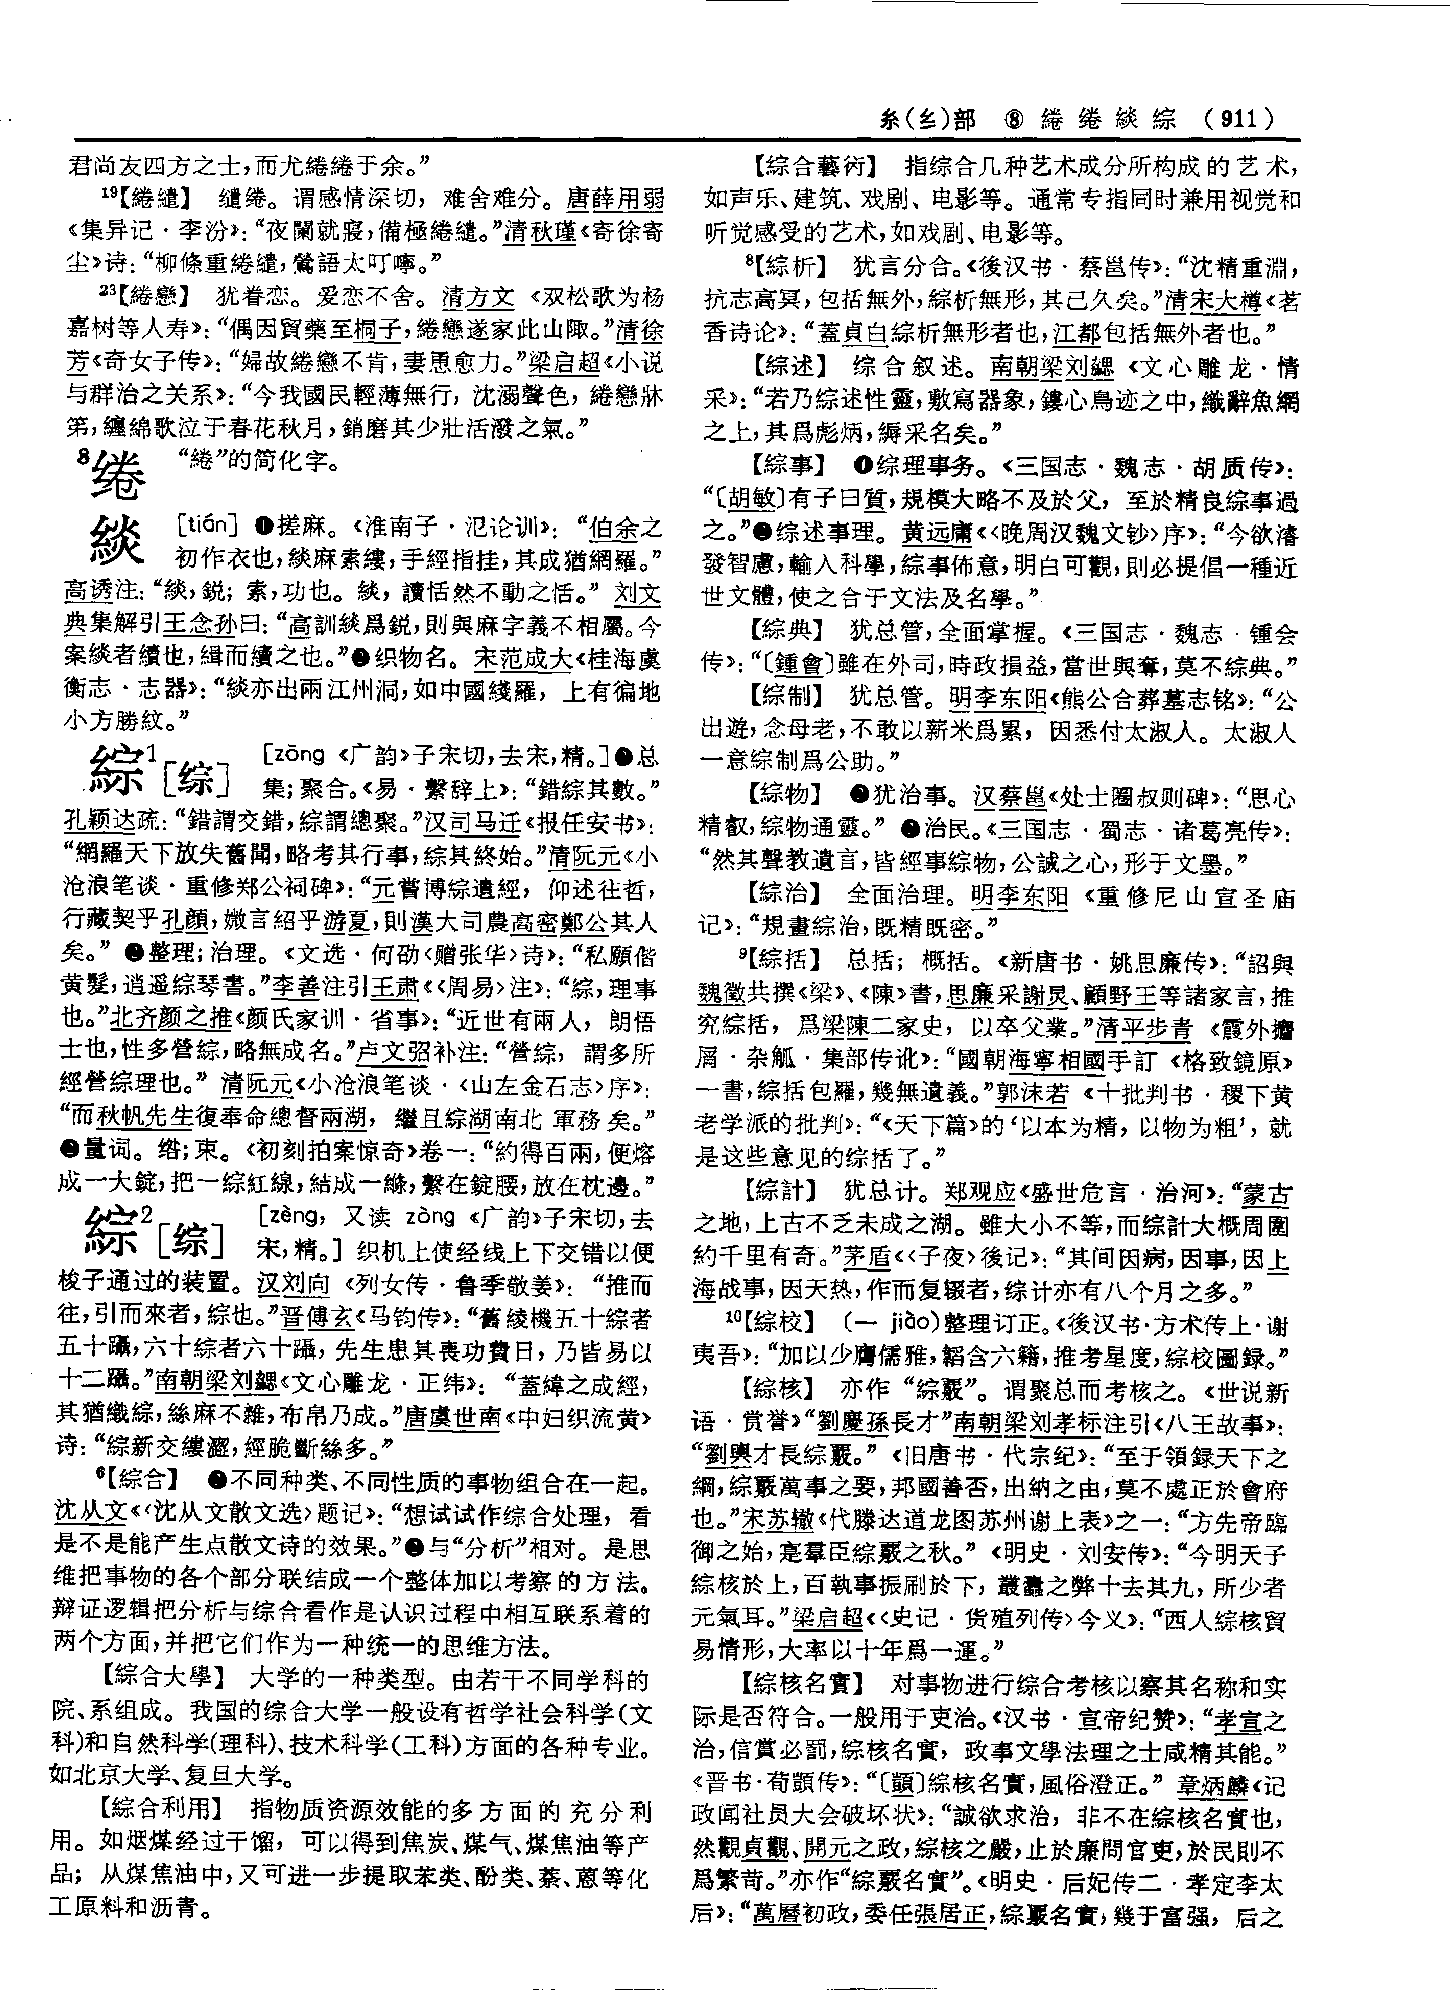 糸(纟)部 ⑧ 綣 绻 緂 綜 (911)
君尚友四方之士，而尤綣綣于余。”
¹⁹【綣繾】 缱绻。谓感情深切，难舍难分。唐薛用弱
《集异记·李汾》：“夜闌就寢，備極綣繾。”清秋瑾《寄徐寄
尘》诗：“柳條重綣繾，鶯語太叮嚀。”
²³【綣戀】 犹眷恋。爱恋不舍。清方文《双松歌为杨
嘉树等人寿》：“偶因貿藥至桐子，綣戀遂家此山陬。”清徐
芳《奇女子传》：“婦故綣戀不肯，妻恿愈力。”梁启超《小说
与群治之关系》：“今我國民輕薄無行，沈溺聲色，綣戀牀
笫，纏綿歌泣于春花秋月，銷磨其少壯活潑之氣。”
⁸绻 “綣”的简化字。
緂 [tián] ❶搓麻。《淮南子·氾论训》：“伯余之
初作衣也，緂麻索縷，手經指挂，其成猶網羅。”
高诱注：“緂，鋭；索，功也。緂，讀恬然不動之恬。”刘文
典集解引王念孙曰：“高訓緂爲鋭，則與麻字義不相屬。今
案緂者續也，緝而續之也。”❷织物名。宋范成大《桂海虞
衡志·志器》：“緂亦出兩江州洞，如中國綫羅，上有徧地
小方勝紋。”
綜¹[综] [zōng 《广韵》子宋切，去宋，精。]❶总
集；聚合。《易·繫辞上》：“錯綜其數。”
孔颖达疏：“錯謂交錯，綜謂總聚。”汉司马迁《报任安书》：
“網羅天下放失舊聞，略考其行事，綜其終始。”清阮元《小
沧浪笔谈·重修郑公祠碑》：“元嘗博綜遺經，仰述往哲，
行藏契乎孔顔，媺言紹乎游夏，則漢大司農高密鄭公其人
矣。”❷整理；治理。《文选·何劭〈赠张华〉诗》：“私願偕
黄髮，逍遥綜琴書。”李善注引王肃《〈周易〉注》：“綜，理事
也。”北齐颜之推《颜氏家训·省事》：“近世有兩人，朗悟
士也，性多營綜，略無成名。”卢文弨补注：“營綜，謂多所
經營綜理也。”清阮元《小沧浪笔谈·〈山左金石志〉序》：
“而秋帆先生復奉命總督兩湖，繼且綜湖南北軍務矣。”
❸量词。绺；束。《初刻拍案惊奇》卷一：“約得百兩，便熔
成一大錠，把一綜紅線，結成一縧，繫在錠腰，放在枕邊。”
綜²[综] [zèng，又读 zòng 《广韵》子宋切，去
宋，精。] 织机上使经线上下交错以便
梭子通过的装置。汉刘向《列女传·鲁季敬姜》：“推而
往，引而來者，綜也。”晋傅玄《马钧传》：“舊綾機五十綜者
五十躡，六十綜者六十躡，先生患其喪功費日，乃皆易以
十二躡。”南朝梁刘勰《文心雕龙·正纬》：“蓋緯之成經，
其猶織綜，絲麻不雜，布帛乃成。”唐虞世南《中妇织流黄》
诗：“綜新交縷澀，經脆斷絲多。”
⁶【綜合】 ❶不同种类、不同性质的事物组合在一起。
沈从文《〈沈从文散文选〉题记》：“想试试作综合处理，看
是不是能产生点散文诗的效果。”❷与“分析”相对。是思
维把事物的各个部分联结成一个整体加以考察的方法。
辩证逻辑把分析与综合看作是认识过程中相互联系着的
两个方面，并把它们作为一种统一的思维方法。
【綜合大學】 大学的一种类型。由若干不同学科的
院、系组成。我国的综合大学一般设有哲学社会科学(文
科)和自然科学(理科)、技术科学(工科)方面的各种专业。
如北京大学、复旦大学。
【綜合利用】 指物质资源效能的多方面的充分利
用。如烟煤经过干馏，可以得到焦炭、煤气、煤焦油等产
品；从煤焦油中，又可进一步提取苯类、酚类、萘、蒽等化
工原料和沥青。
【綜合藝術】 指综合几种艺术成分所构成的艺术，
如声乐、建筑、戏剧、电影等。通常专指同时兼用视觉和
听觉感受的艺术，如戏剧、电影等。
⁸【綜析】 犹言分合。《後汉书·蔡邕传》：“沈精重淵，
抗志高冥，包括無外，綜析無形，其已久矣。”清宋大樽《茗
香诗论》：“蓋貞白綜析無形者也，江都包括無外者也。”
【綜述】 综合叙述。南朝梁刘勰《文心雕龙·情
采》：“若乃綜述性靈，敷寫器象，鏤心鳥迹之中，織辭魚網
之上，其爲彪炳，縟采名矣。”
【綜事】 ❶综理事务。《三国志·魏志·胡质传》：
“〔胡敏〕有子曰質，規模大略不及於父，至於精良綜事過
之。”❷综述事理。黄远庸《〈晚周汉魏文钞〉序》：“今欲濬
發智慮，輸入科學，綜事佈意，明白可觀，則必提倡一種近
世文體，使之合于文法及名學。”
【綜典】 犹总管，全面掌握。《三国志·魏志·锺会
传》：“〔鍾會〕雖在外司，時政損益，當世與奪，莫不綜典。”
【綜制】 犹总管。明李东阳《熊公合葬墓志铭》：“公
出遊，念母老，不敢以薪米爲累，因悉付太淑人。太淑人
一意綜制爲公助。”
【綜物】 ❶犹治事。汉蔡邕《处士圈叔则碑》：“思心
精叡，綜物通靈。”❷治民。《三国志·蜀志·诸葛亮传》：
“然其聲教遺言，皆經事綜物，公誠之心，形于文墨。”
【綜治】 全面治理。明李东阳《重修尼山宣圣庙
记》：“規畫綜治，既精既密。”
⁹【綜括】 总括；概括。《新唐书·姚思廉传》：“詔與
魏徵共撰《梁》、《陳》書，思廉采謝炅、顧野王等諸家言，推
究綜括，爲梁陳二家史，以卒父業。”清平步青《霞外攟
屑·杂觚·集部传讹》：“國朝海寧相國手訂《格致鏡原》
一書，綜括包羅，幾無遺義。”郭沫若《十批判书·稷下黄
老学派的批判》：“《天下篇》的‘以本为精，以物为粗’，就
是这些意见的综括了。”
【綜計】 犹总计。郑观应《盛世危言·治河》：“蒙古
之地，上古不乏未成之湖。雖大小不等，而綜計大概周圍
約千里有奇。”茅盾《〈子夜〉後记》：“其间因病，因事，因上
海战事，因天热，作而复辍者，综计亦有八个月之多。”
¹⁰【綜校】 (一 jiào)整理订正。《後汉书·方术传上·谢
夷吾》：“加以少膺儒雅，韜含六籍，推考星度，綜校圖録。”
【綜核】 亦作“綜覈”。谓聚总而考核之。《世说新
语·赏誉》“劉慶孫長才”南朝梁刘孝标注引《八王故事》：
“劉輿才長綜覈。”《旧唐书·代宗纪》：“至于領録天下之
綱，綜覈萬事之要，邦國善否，出納之由，莫不處正於會府
也。”宋苏辙《代滕达道龙图苏州谢上表》之一：“方先帝臨
御之始，寔羣臣綜覈之秋。”《明史·刘安传》：“今明天子
綜核於上，百執事振刷於下，叢蠹之弊十去其九，所少者
元氣耳。”梁启超《〈史记·货殖列传〉今义》：“西人綜核貿
易情形，大率以十年爲一運。”
【綜核名實】 对事物进行综合考核以察其名称和实
际是否符合。一般用于吏治。《汉书·宣帝纪赞》：“孝宣之
治，信賞必罰，綜核名實，政事文學法理之士咸精其能。”
《晋书·荀顗传》：“〔顗〕綜核名實，風俗澄正。”章炳麟《记
政闻社员大会破坏状》：“誠欲求治，非不在綜核名實也，
然觀貞觀、開元之政，綜核之嚴，止於廉問官吏，於民則不
爲繁苛。”亦作“綜覈名實”。《明史·后妃传二·孝定李太
后》：“萬曆初政，委任張居正，綜覈名實，幾于富强，后之